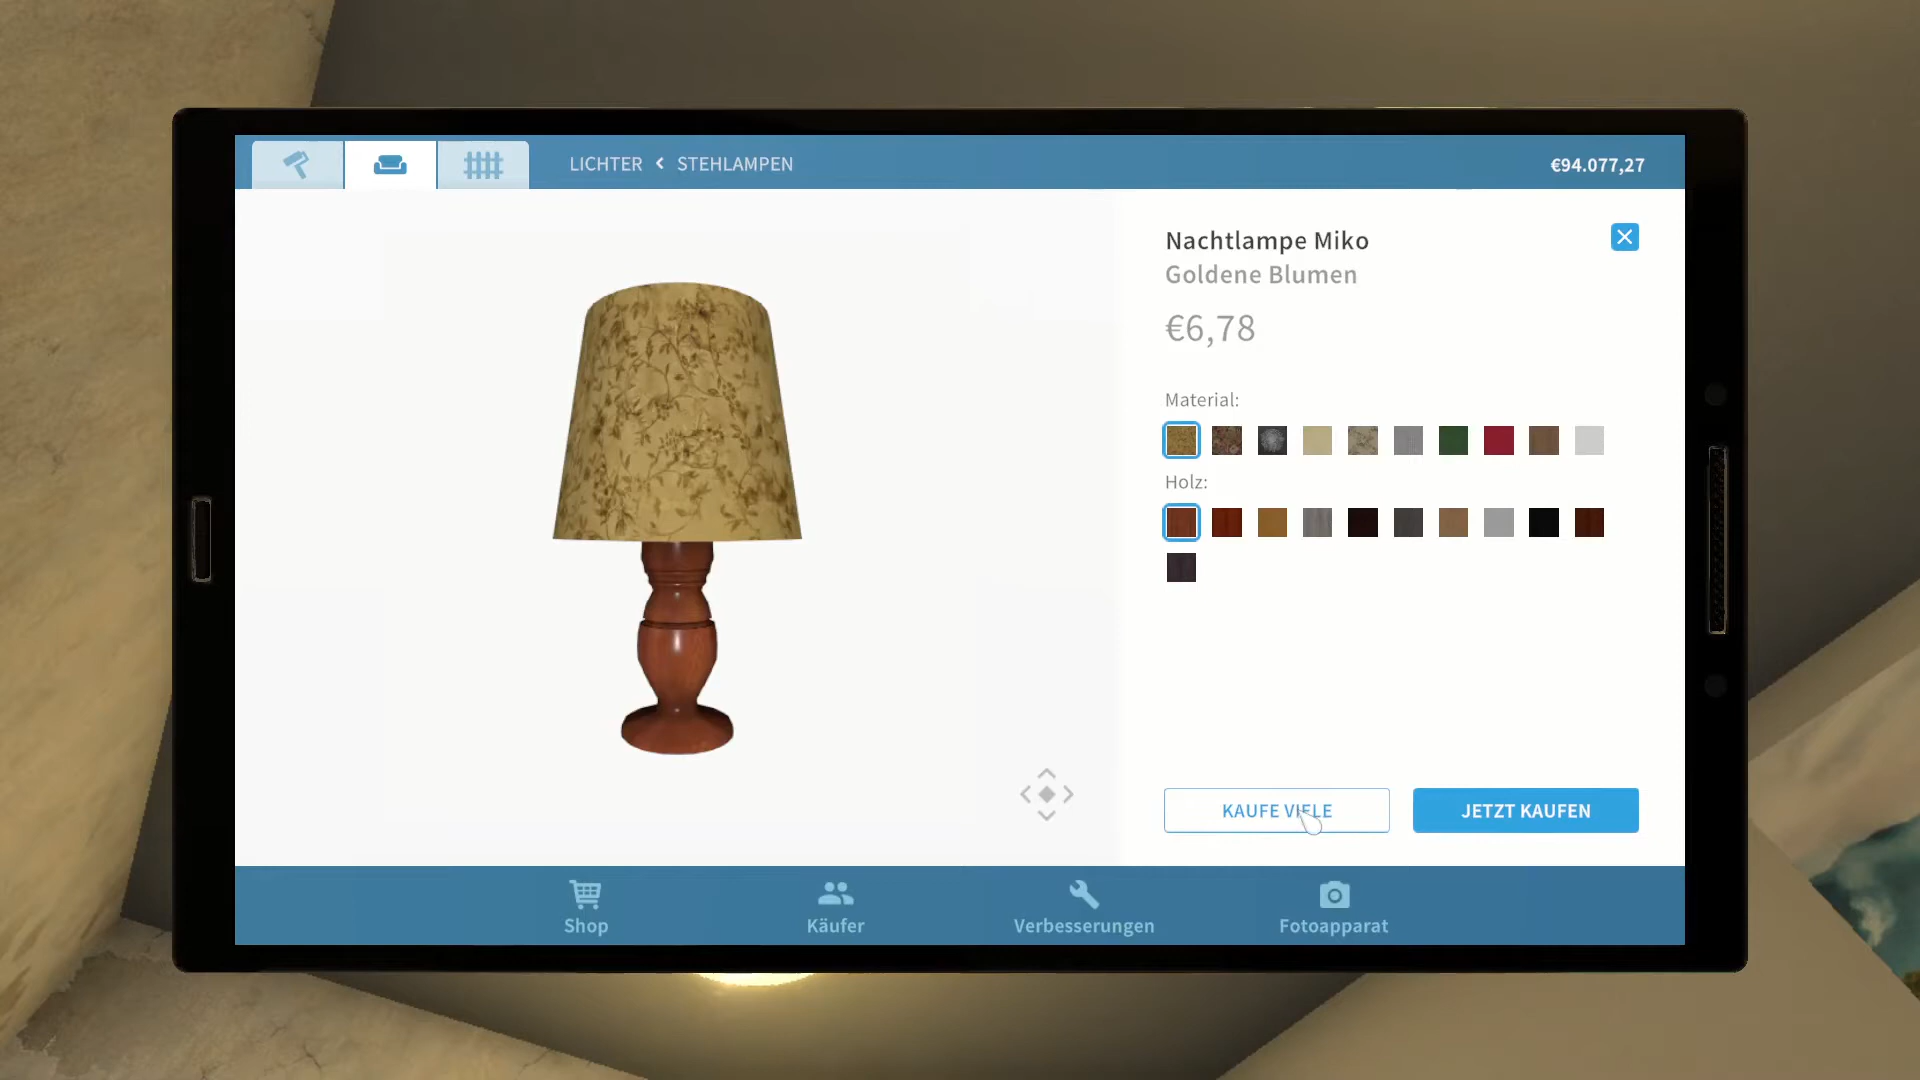 LICHTER < STEHLAMPEN
€94.077,27
Nachtlampe Miko
Goldene Blumen
€6,78
Material:
Holz:
KAUFE VIELE
JETZT KAUFEN
Shop
Käufer
Verbesserungen
Fotoapparat